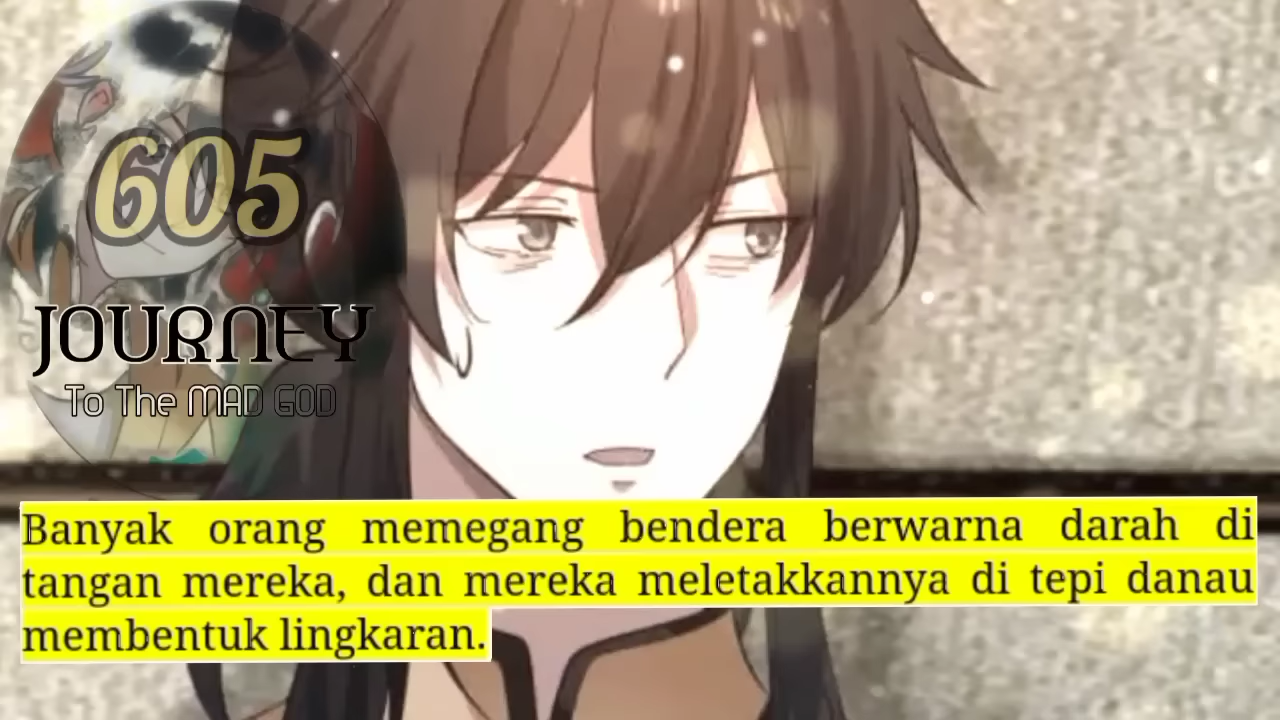 605
JOURNEY
To The MAD GOD
Banyak orang memegang bendera berwarna darah di
tangan mereka, dan mereka meletakkannya di tepi danau
membentuk lingkaran.